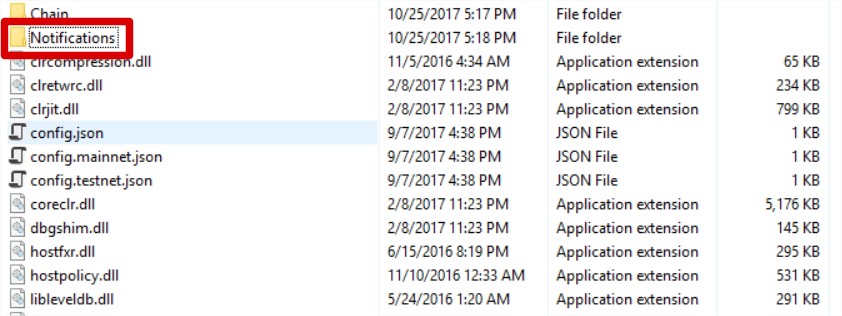 Chain 10/25/2017 5:17 PM File folder
Notifications 10/25/2017 5:18 PM File folder
clrcompression.dll 11/5/2016 4:34 AM Application extension 65 KB
clretwrc.dll 2/8/2017 11:23 PM Application extension 234 KB
clrjit.dll 2/8/2017 11:23 PM Application extension 799 KB
config.json 9/7/2017 4:38 PM JSON File 1 KB
config.mainnet.json 9/7/2017 4:38 PM JSON File 1 KB
config.testnet.json 9/7/2017 4:38 PM JSON File 1 KB
coreclr.dll 2/8/2017 11:23 PM Application extension 5,176 KB
dbgshim.dll 2/8/2017 11:23 PM Application extension 145 KB
hostfxr.dll 6/15/2016 8:19 PM Application extension 295 KB
hostpolicy.dll 11/10/2016 12:33 AM Application extension 531 KB
libleveldb.dll 5/24/2016 1:20 AM Application extension 291 KB